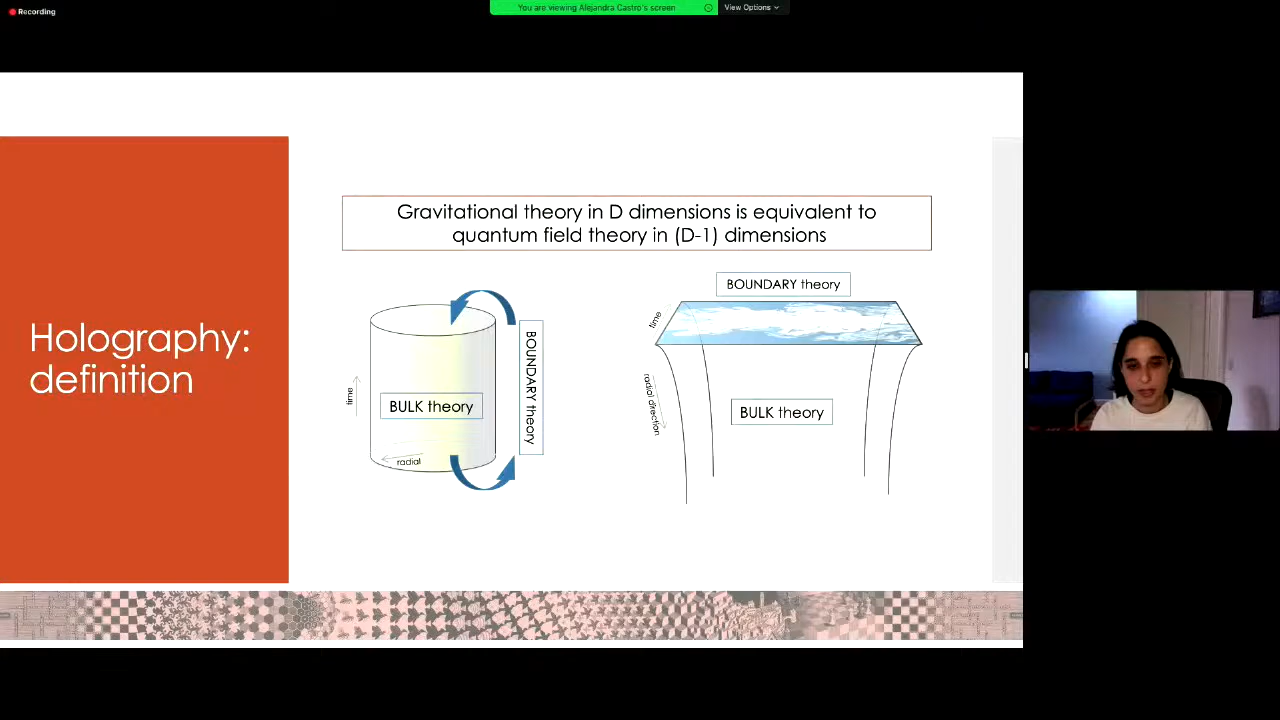 Recording
You are viewing Alejandra Castro's screen
View Options
Gravitational theory in D dimensions is equivalent to
quantum field theory in (D-1) dimensions
Holography:
definition
BOUNDARY theory
time
BULK theory
radial
BOUNDARY theory
time
radial direction
BULK theory